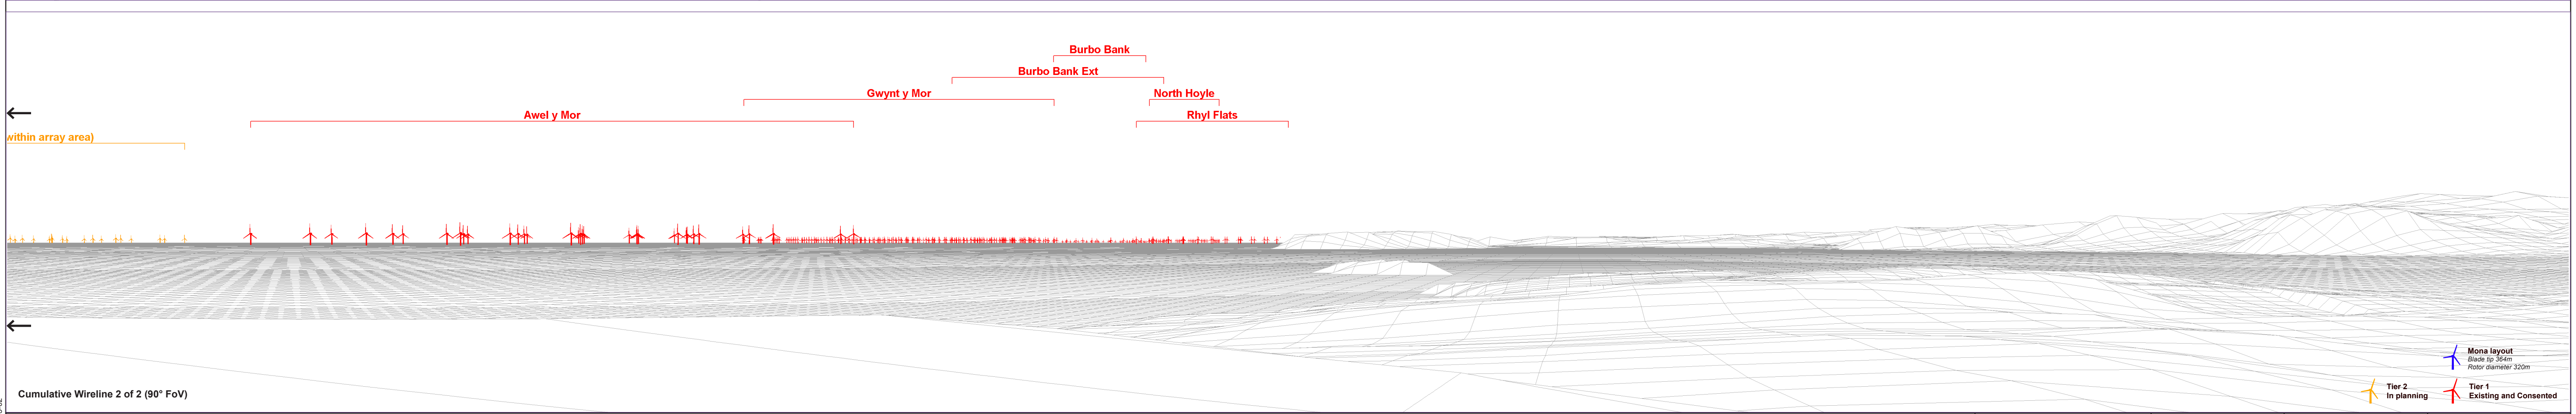 Burbo Bank
Burbo Bank Ext
Gwynt y Mor
North Hoyle
Awel y Mor
Rhyl Flats
within array area)
Mona layout
Blade tip 364m
Rotor diameter 320m
Tier 2
In planning
Tier 1
Existing and Consented
Cumulative Wireline 2 of 2 (90° FoV)